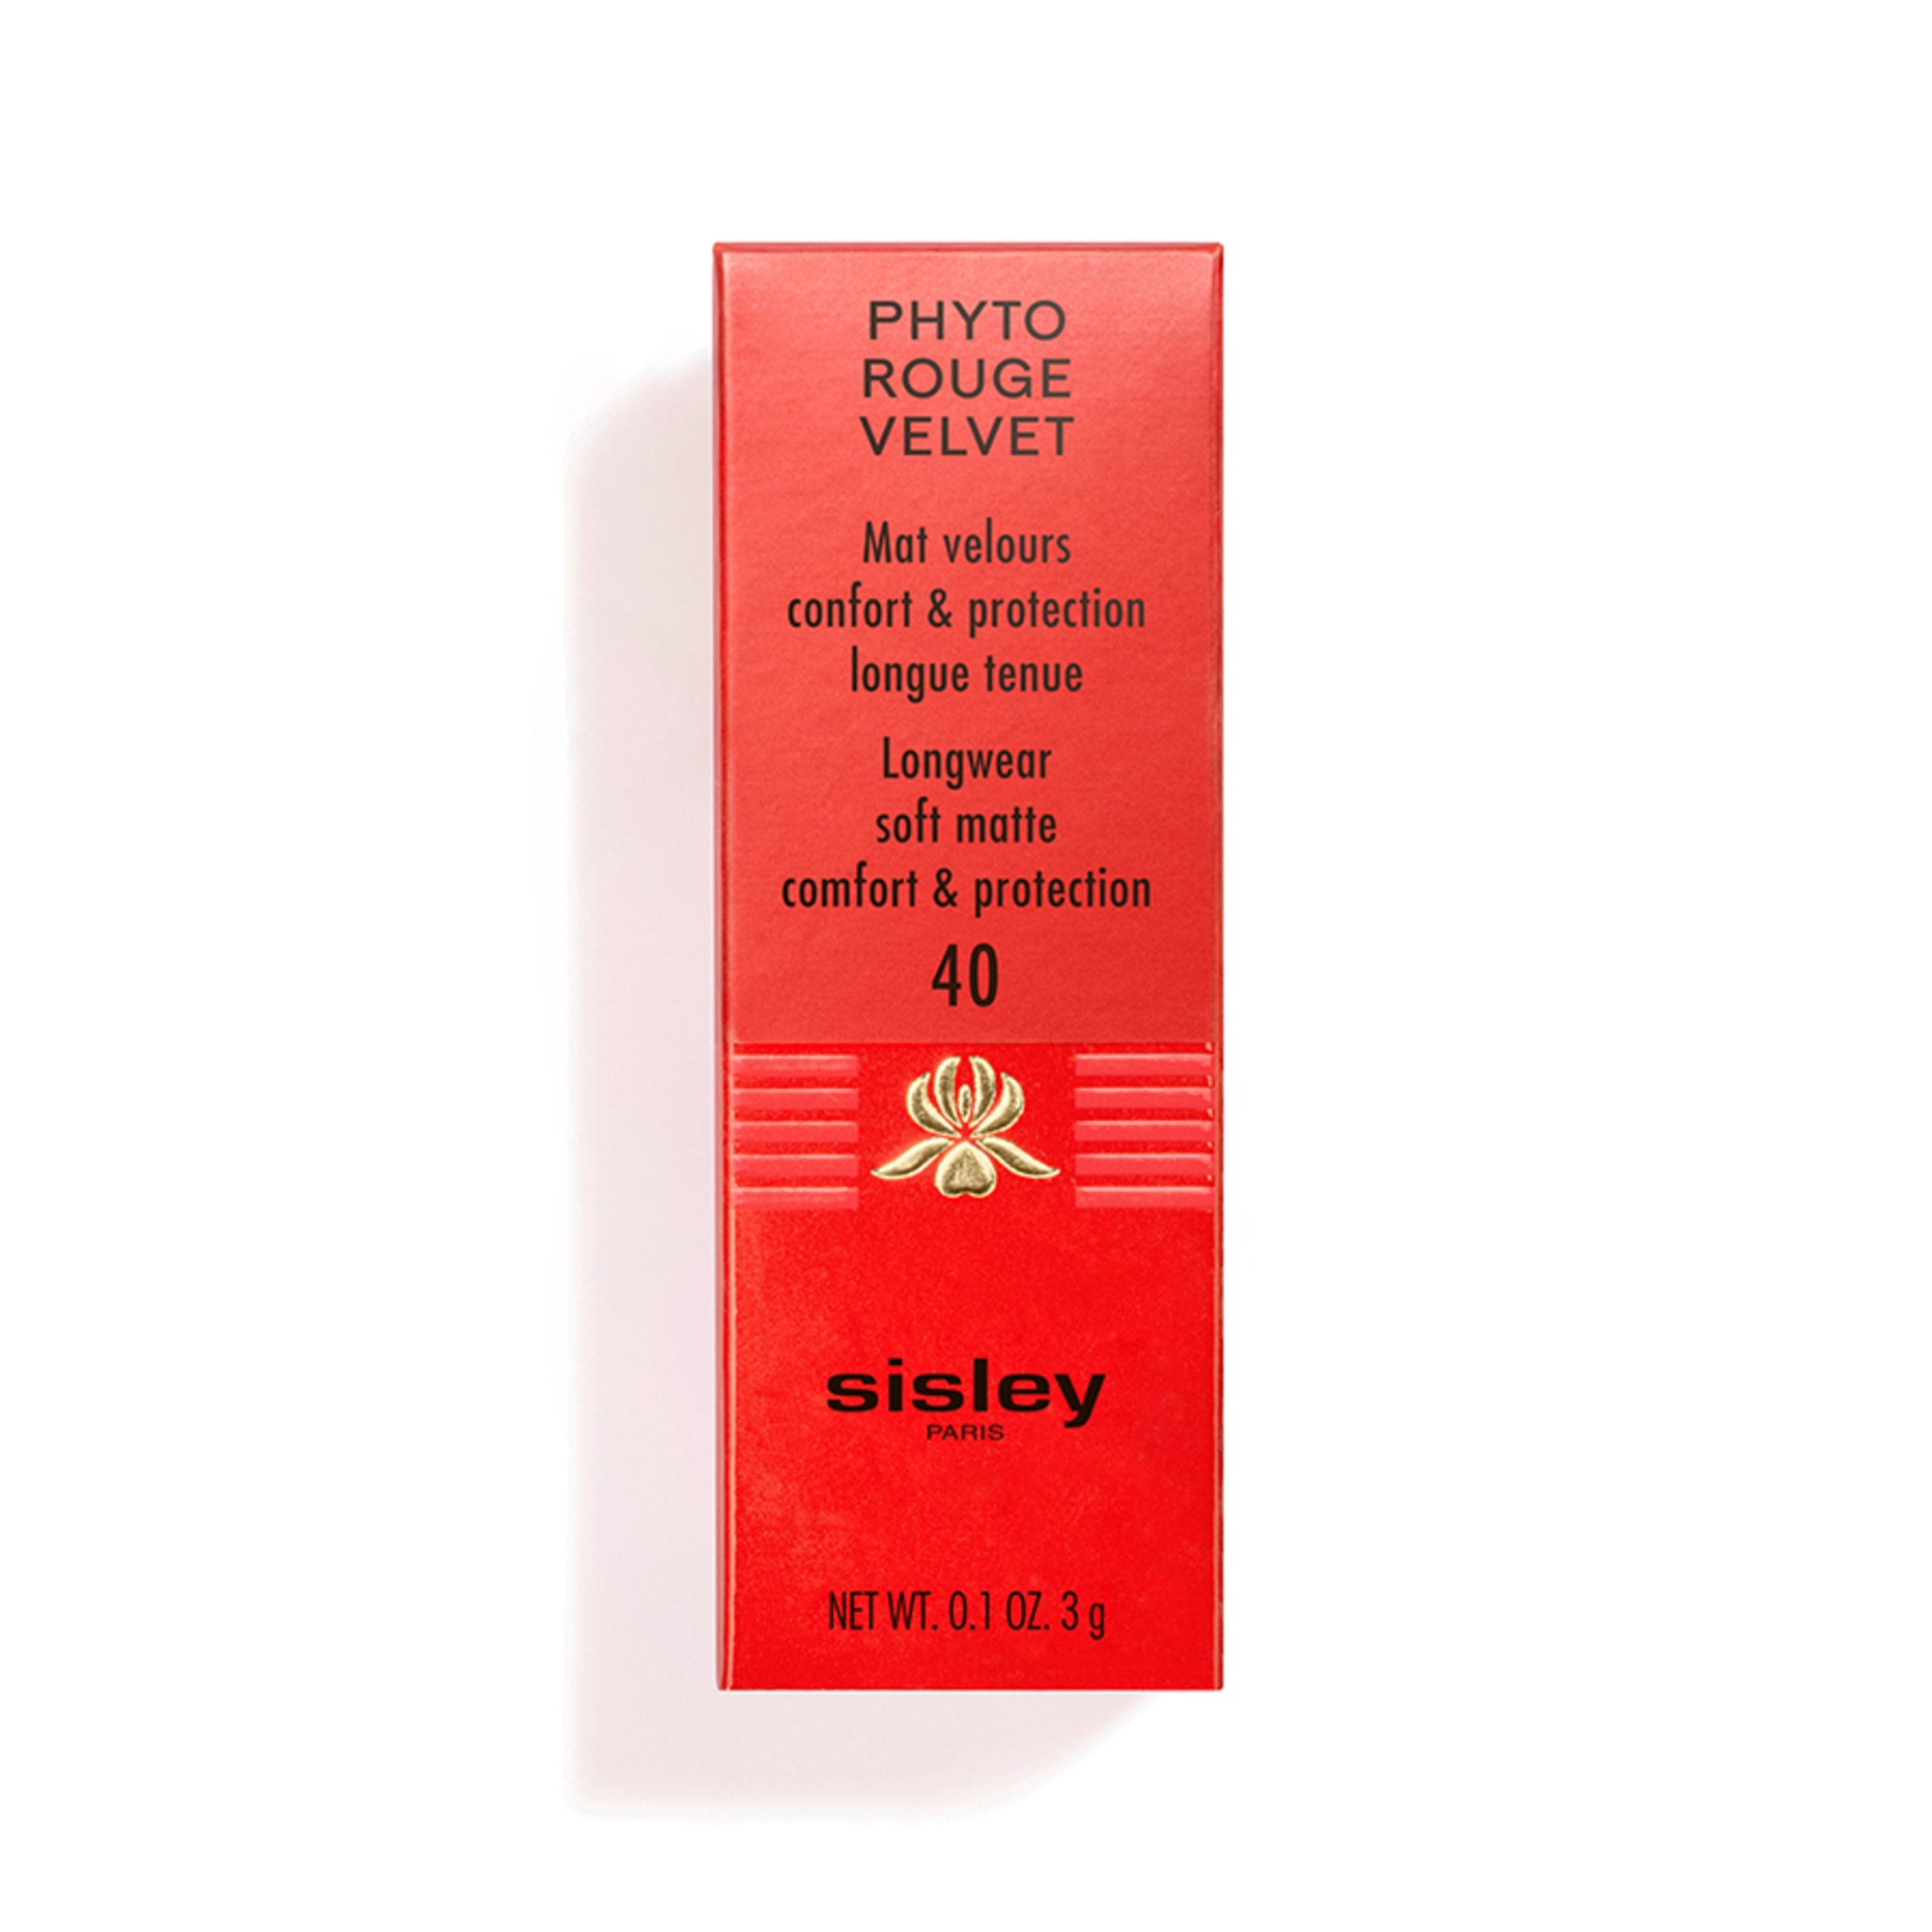 PHYTO
ROUGE
VELVET
Mat velours
confort & protection
longue tenue
Longwear
soft matte
comfort & protection
40
sisley
PARIS
NET WT. 0.1 OZ. 3 g